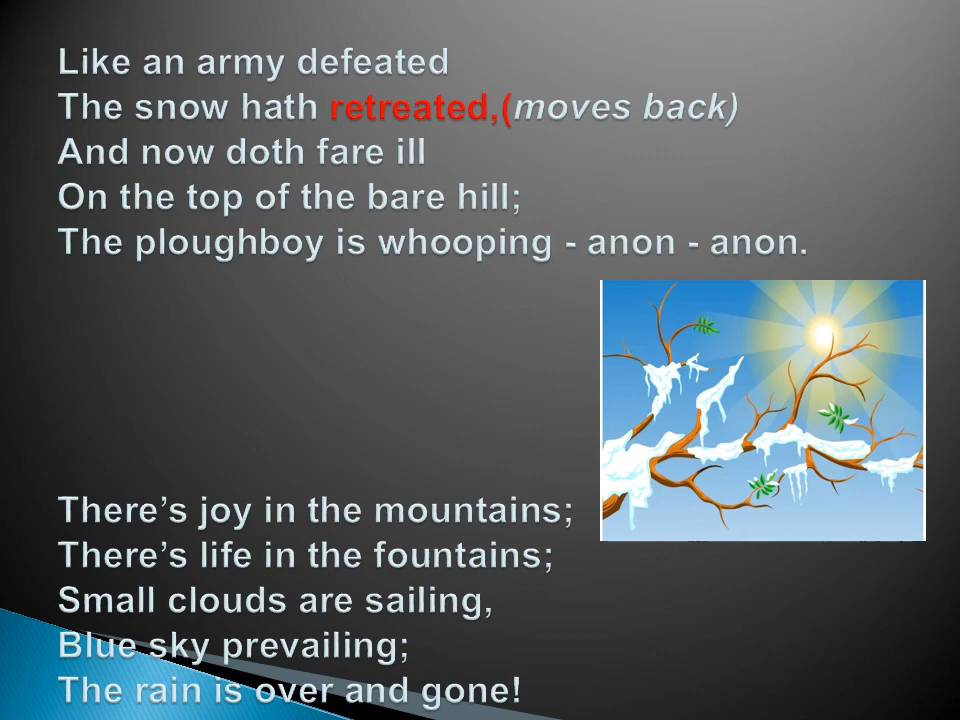 Like an army defeated
The snow hath retreated,(moves back)
And now doth fare ill
On the top of the bare hill;
The ploughboy is whooping - anon - anon.
There’s joy in the mountains;
There’s life in the fountains;
Small clouds are sailing,
Blue sky prevailing;
The rain is over and gone!